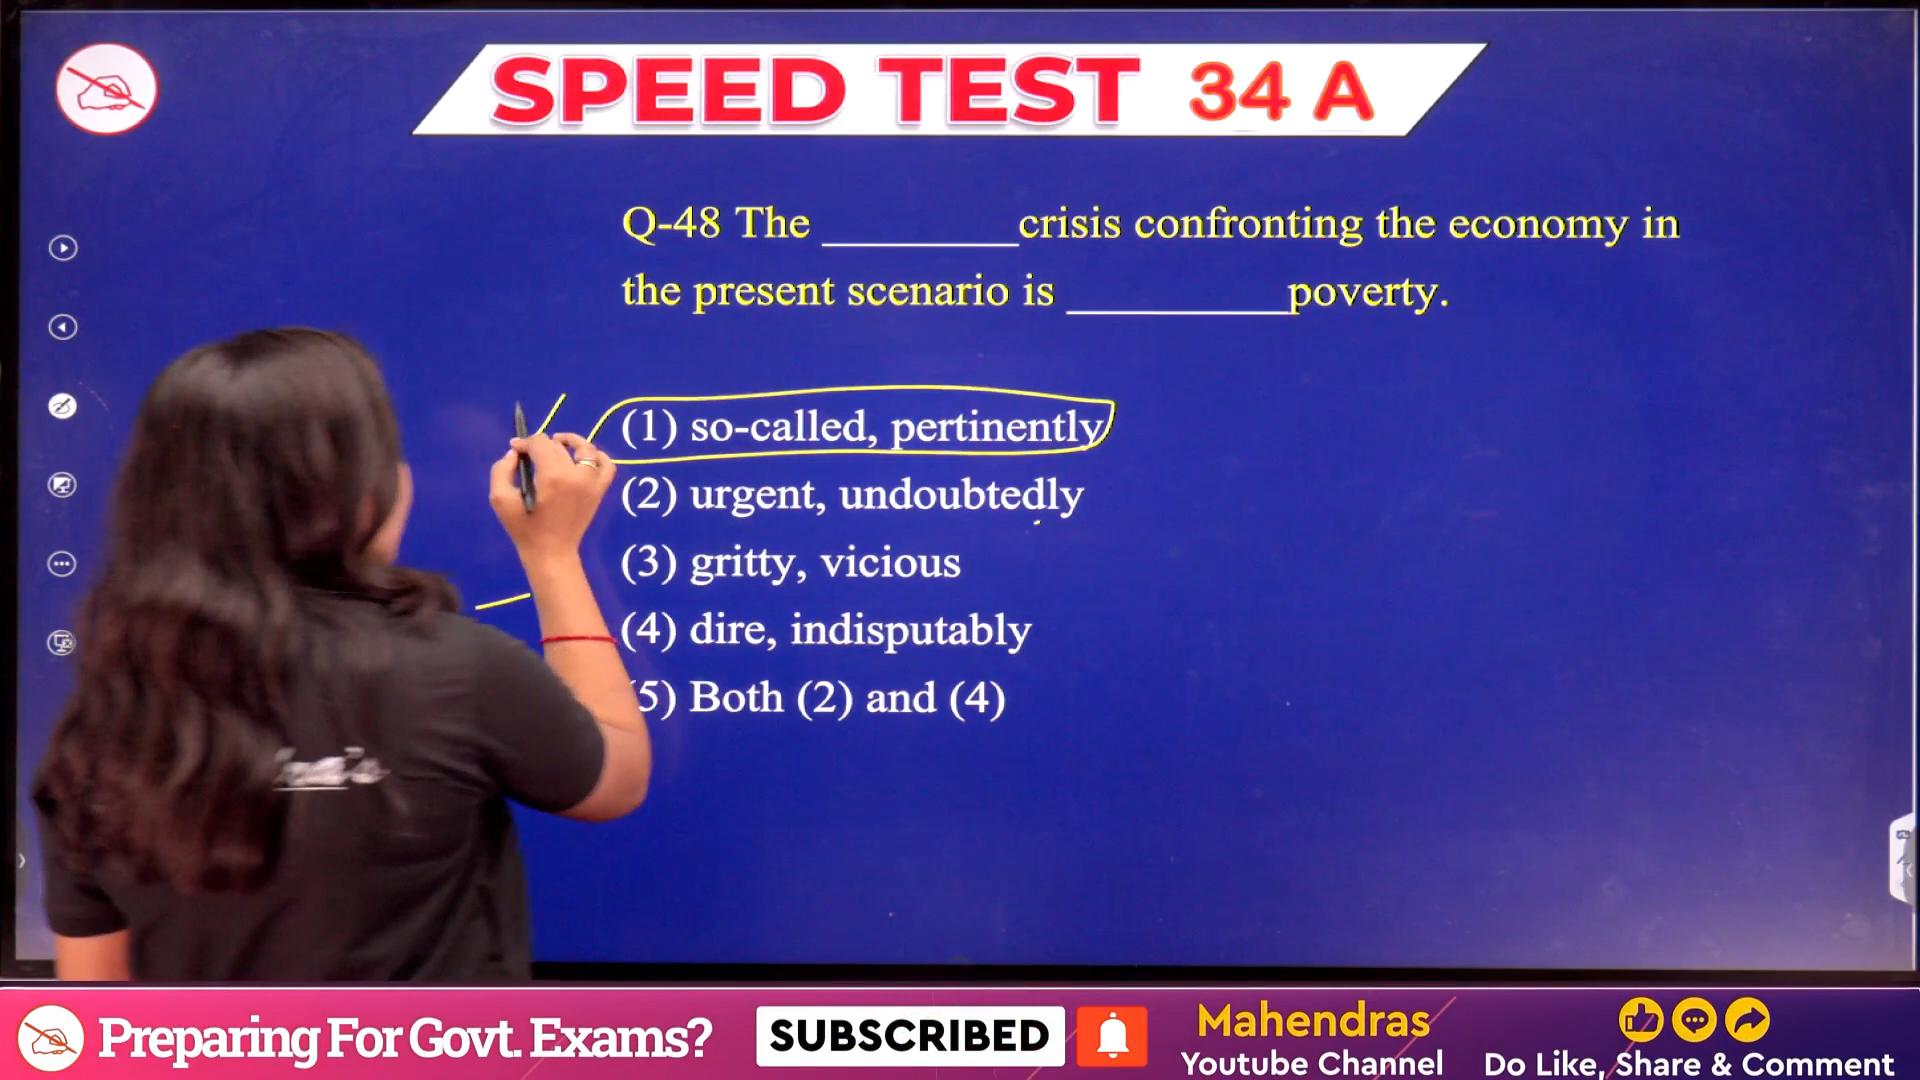 SPEED TEST 34 A
Q-48 The ________ crisis confronting the economy in
the present scenario is _________ poverty.
(1) so-called, pertinently
(2) urgent, undoubtedly
(3) gritty, vicious
(4) dire, indisputably
5) Both (2) and (4)
Preparing For Govt. Exams?
SUBSCRIBED
Mahendras
Youtube Channel
Do Like, Share & Comment